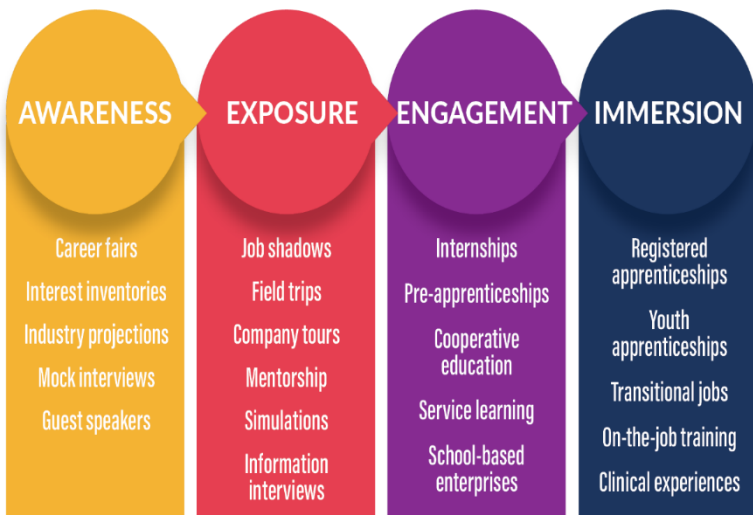 AWARENESS
Career fairs
Interest inventories
Industry projections
Mock interviews
Guest speakers
EXPOSURE
Job shadows
Field trips
Company tours
Mentorship
Simulations
Information
interviews
ENGAGEMENT
Internships
Pre-apprenticeships
Cooperative
education
Service learning
School-based
enterprises
IMMERSION
Registered
apprenticeships
Youth
apprenticeships
Transitional jobs
On-the-job training
Clinical experiences